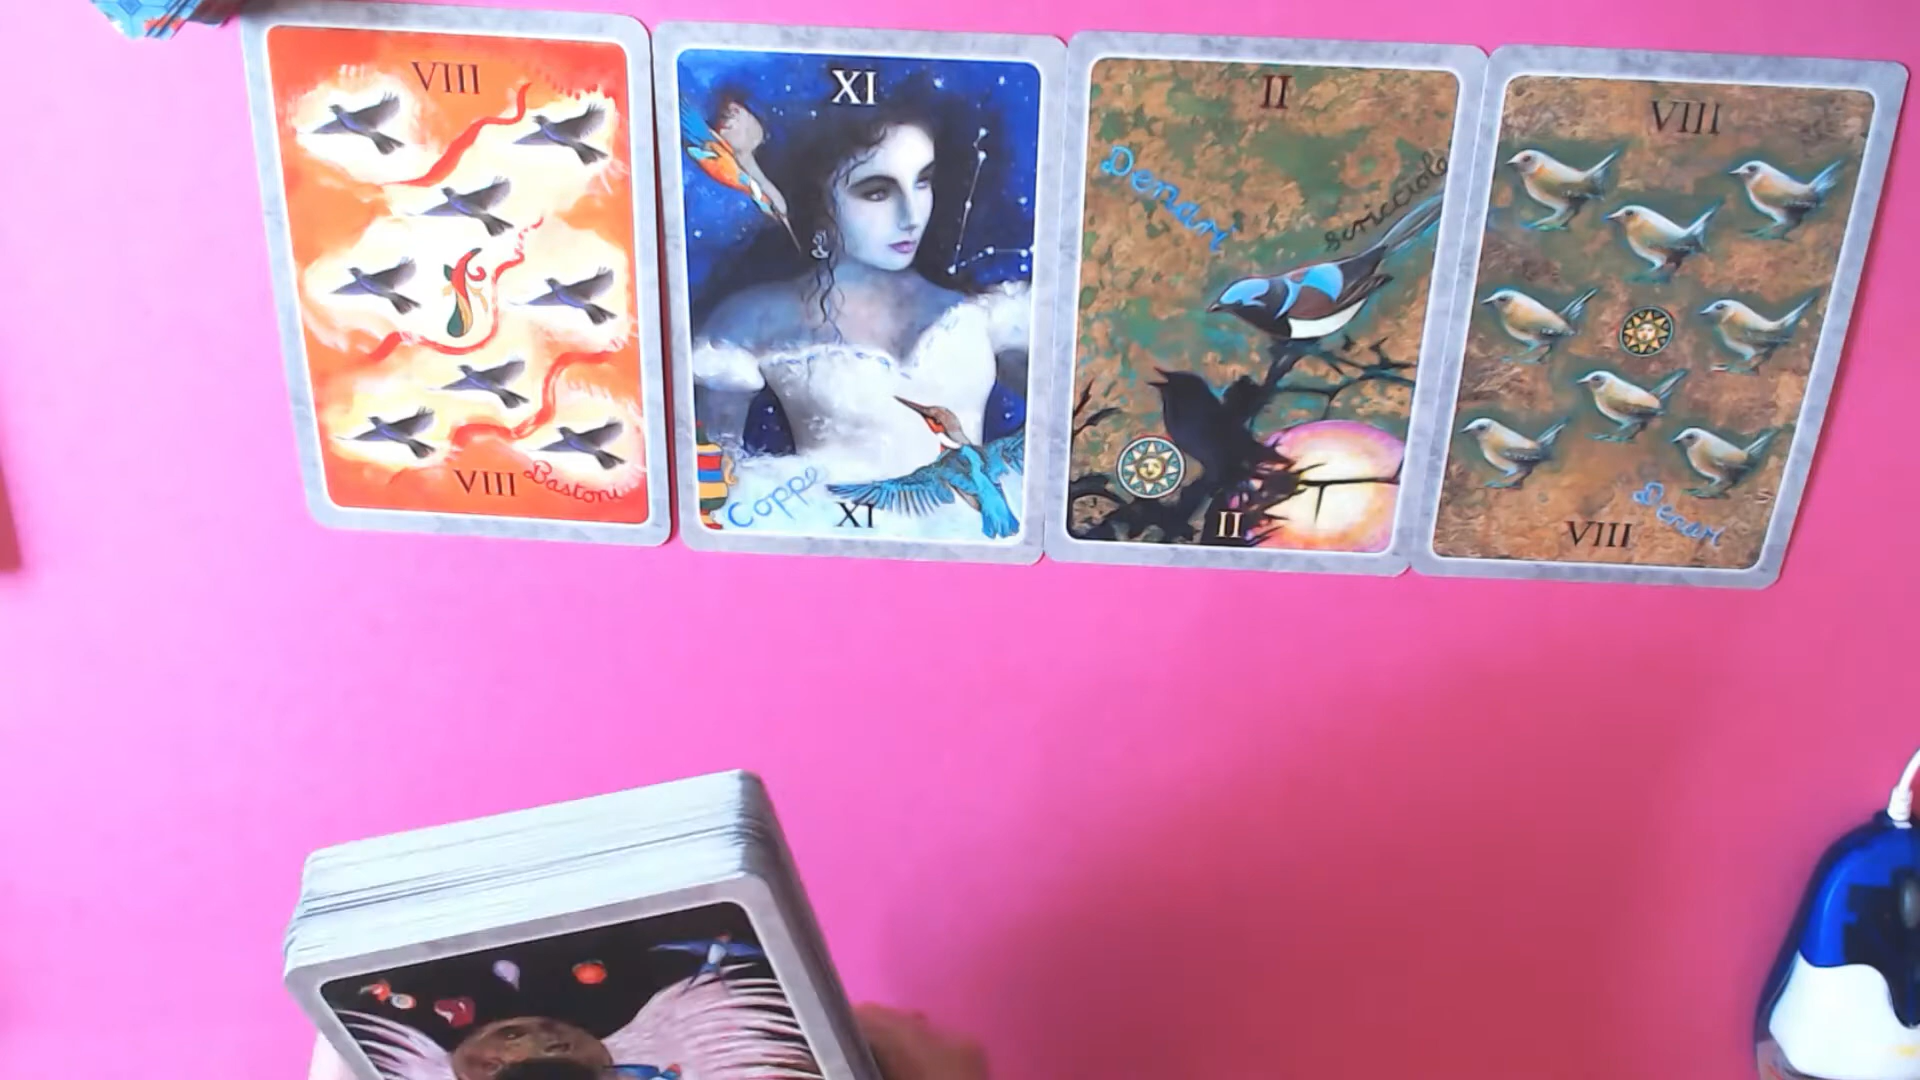 VIII
VIII
Bastoni
XI
Coppe
XI
II
Denari
scricciolo
II
VIII
Denari
VIII